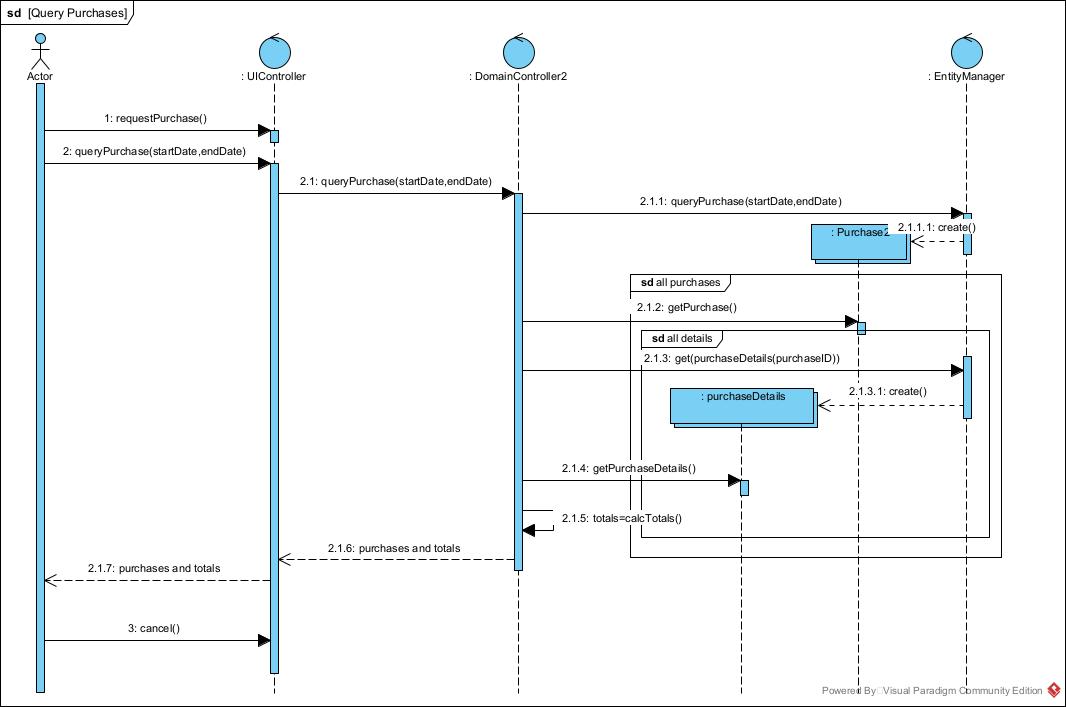 sd [Query Purchases]
Actor
: UIController
: DomainController2
: EntityManager
1: requestPurchase()
2: queryPurchase(startDate,endDate)
2.1: queryPurchase(startDate,endDate)
2.1.1: queryPurchase(startDate,endDate)
: Purchase2
2.1.1.1: create()
sd all purchases
2.1.2: getPurchase()
sd all details
2.1.3: get(purchaseDetails(purchaseID))
2.1.3.1: create()
: purchaseDetails
2.1.4: getPurchaseDetails()
2.1.5: totals=calcTotals()
2.1.6: purchases and totals
2.1.7: purchases and totals
3: cancel()
Powered By Visual Paradigm Community Edition